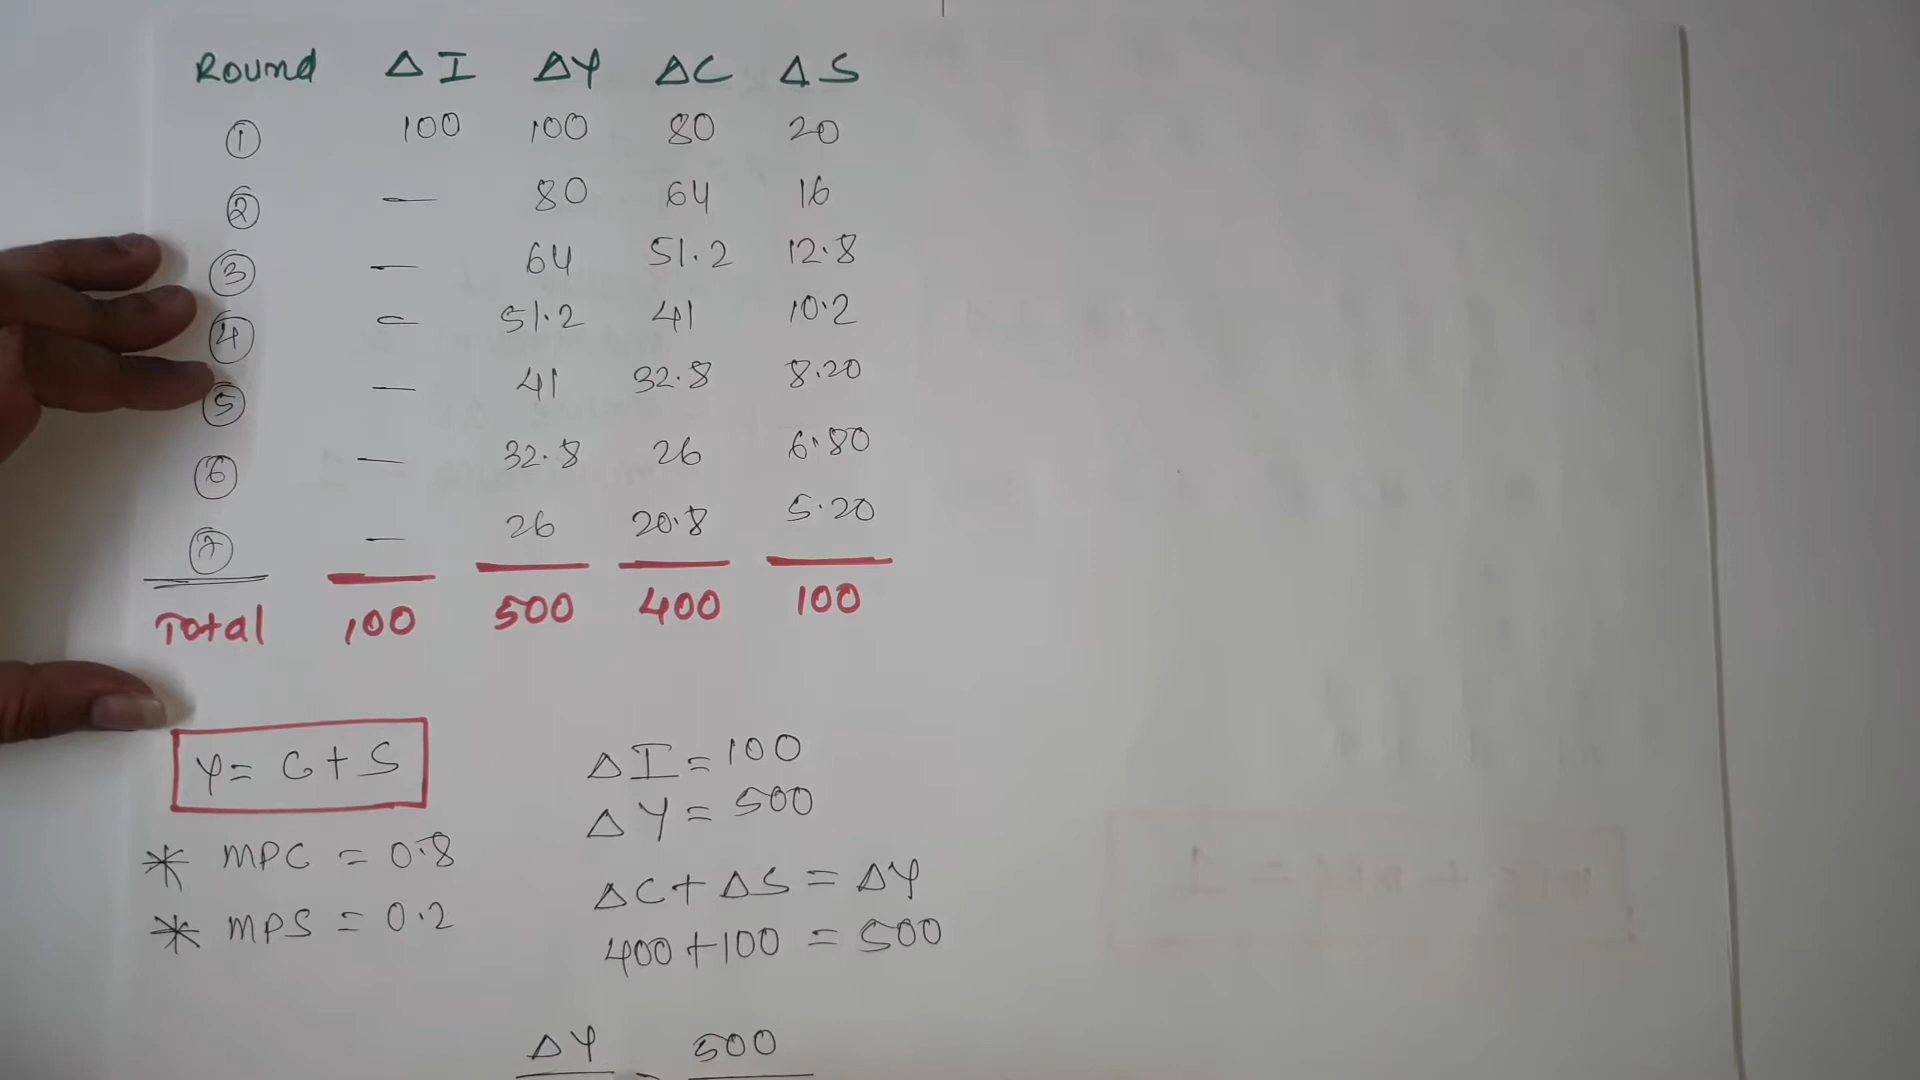 Round ΔI ΔY ΔC ΔS
① 100 100 80 20
② — 80 64 16
③ — 64 51.2 12.8
④ — 51.2 41 10.2
⑤ — 41 32.8 8.20
⑥ — 32.8 26 6.80
⑦ — 26 20.8 5.20
Total 100 500 400 100
Y = C + S
* MPC = 0.8
* MPS = 0.2
ΔI = 100
ΔY = 500
ΔC + ΔS = ΔY
400 + 100 = 500
ΔY = 500